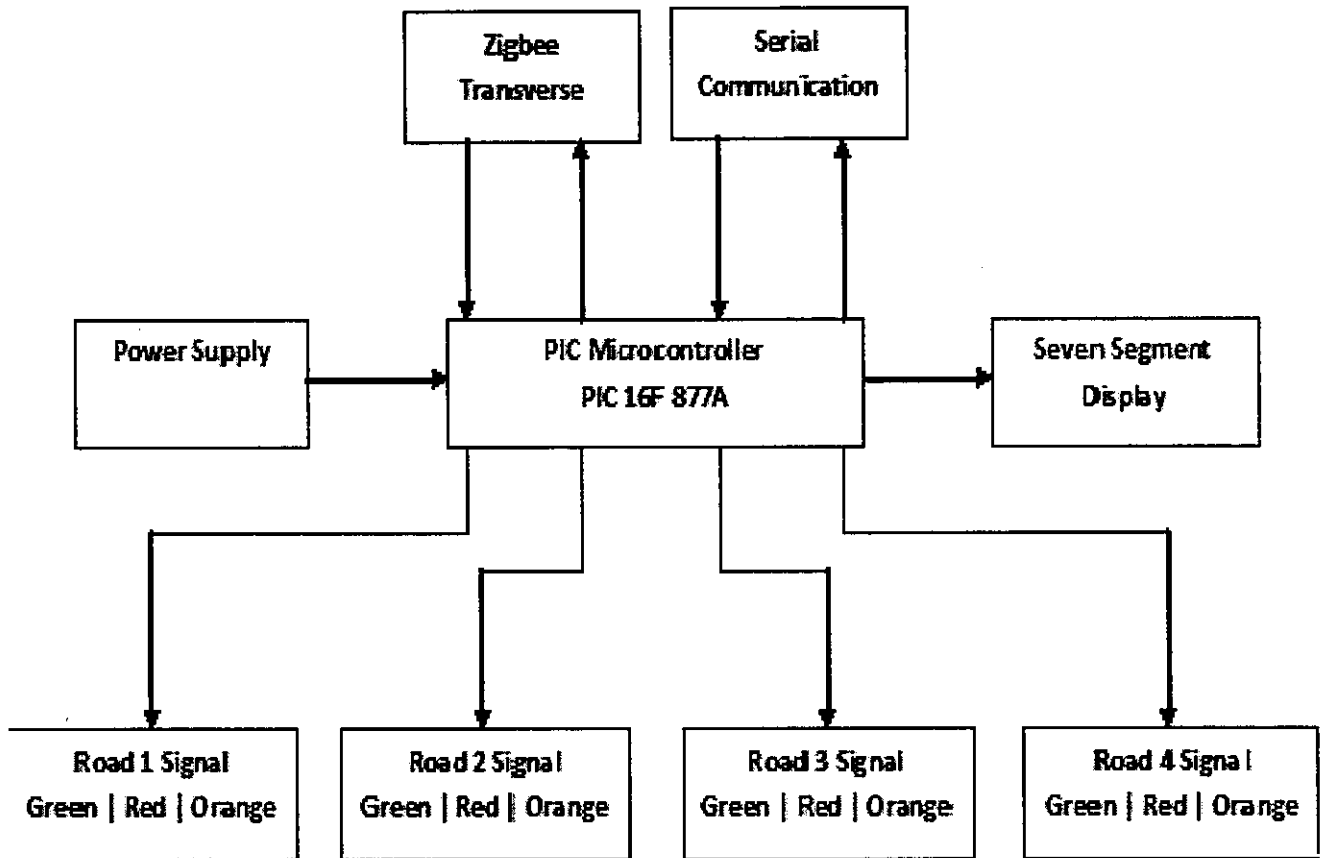 Zigbee
Transverse
Serial
Communication
Power Supply
PIC Microcontroller
PIC 16F 877A
Seven Segment
Display
Road 1 Signal
Green | Red | Orange
Road 2 Signal
Green | Red | Orange
Road 3 Signal
Green | Red | Orange
Road 4 Signal
Green | Red | Orange